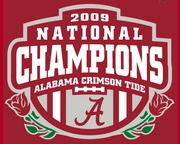 2009
NATIONAL
CHAMPIONS
ALABAMA CRIMSON TIDE
A